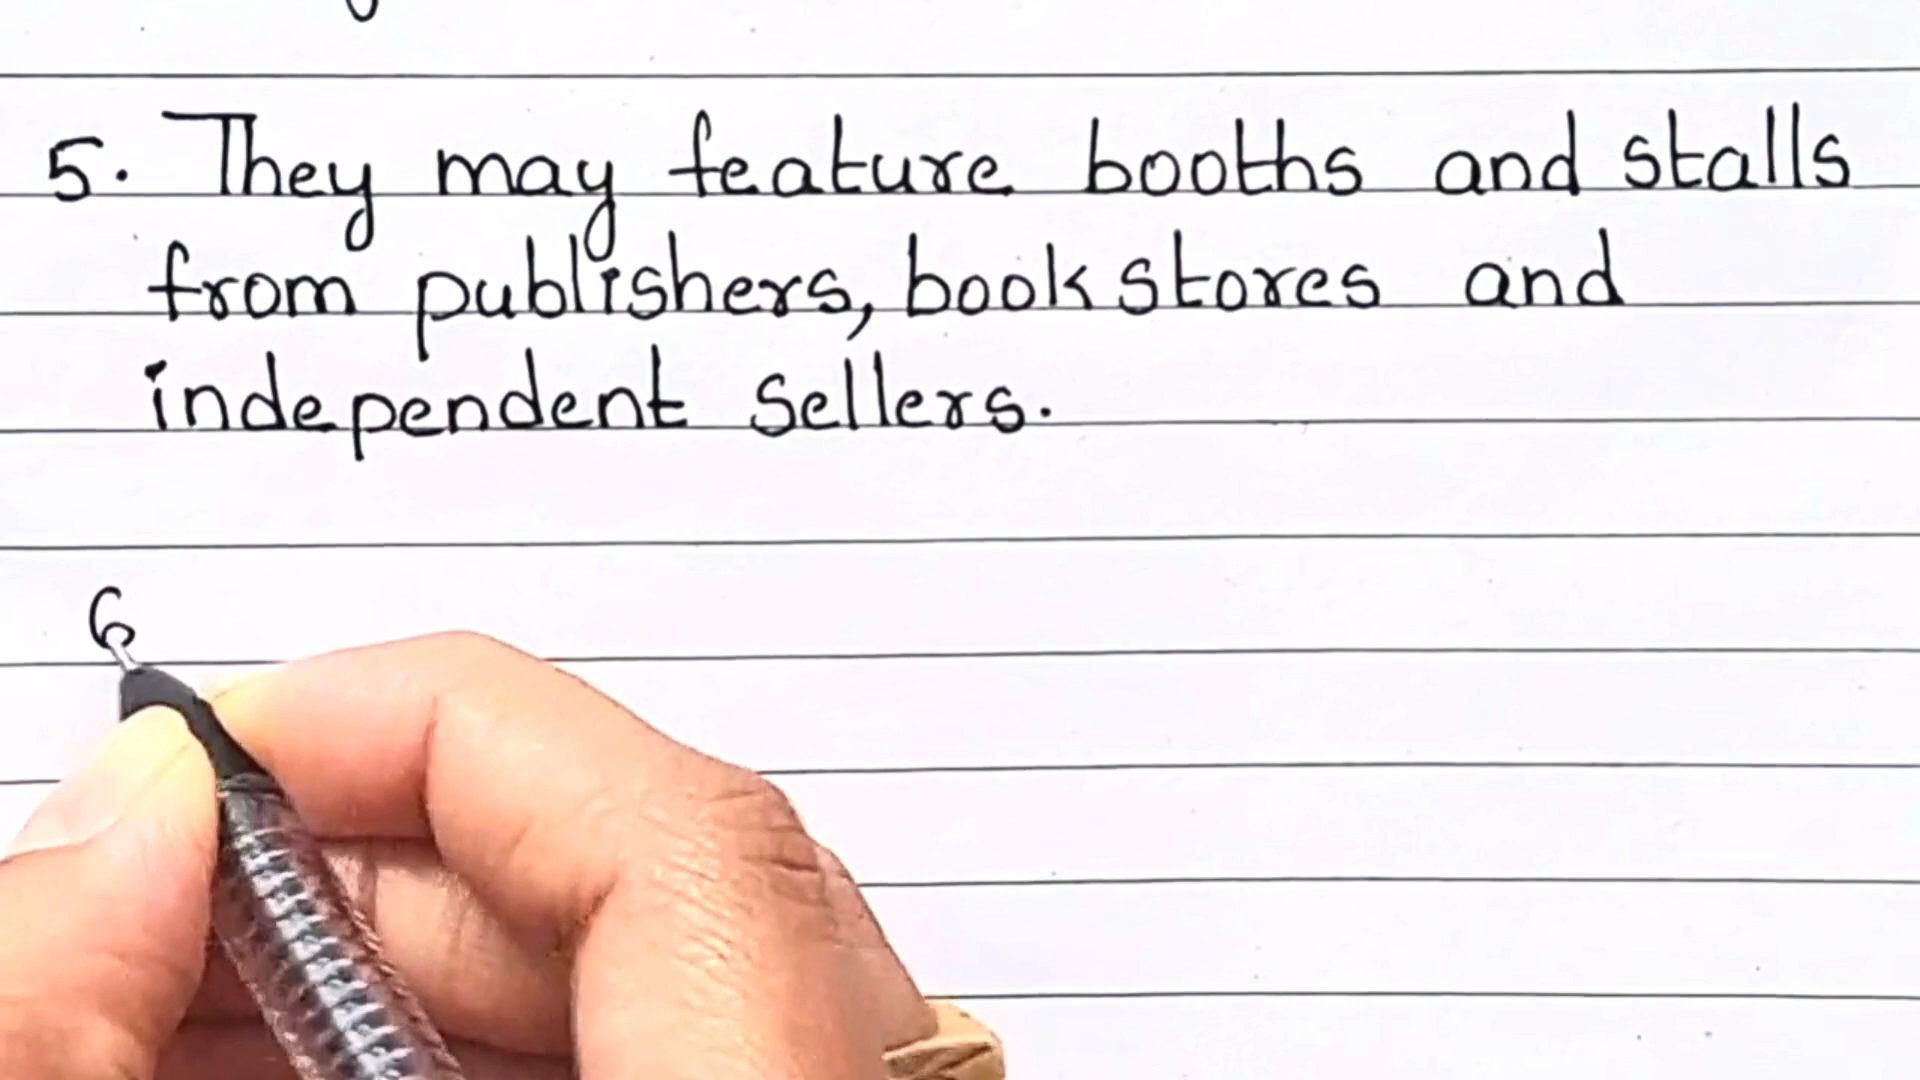 5. They may feature booths and stalls
from publishers, bookstores and
independent sellers.
6